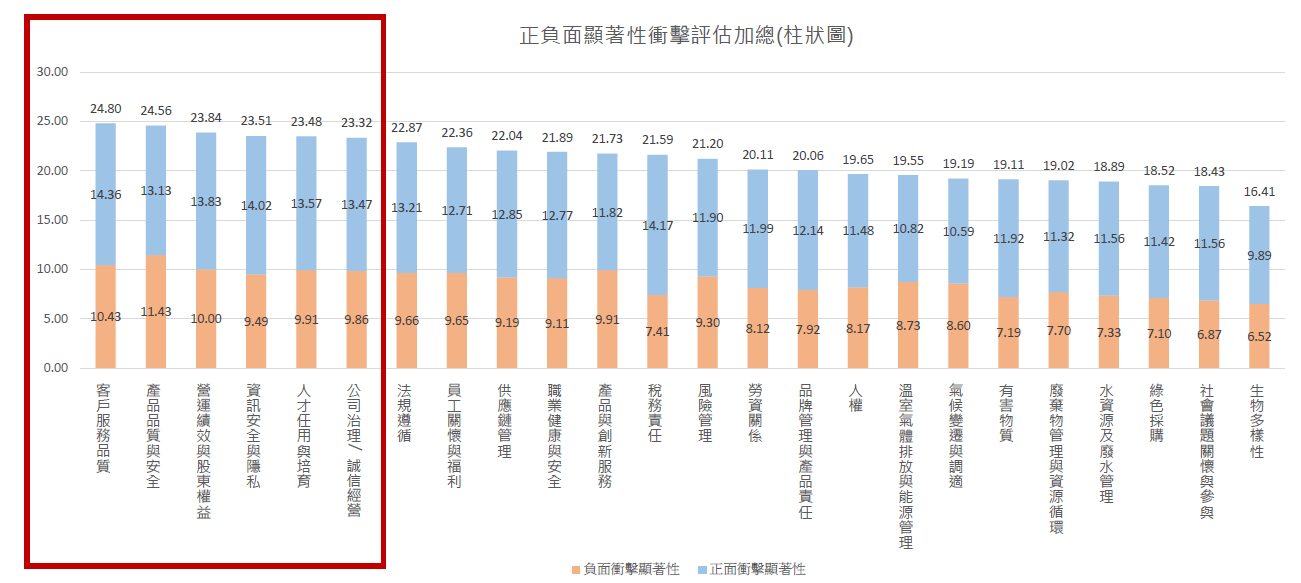 正負面顯著性衝擊評估加總(柱狀圖)
30.00
25.00
20.00
15.00
10.00
5.00
0.00
24.80 24.56 23.84 23.51 23.48 23.32 22.87 22.36 22.04 21.89 21.73 21.59 21.20 20.11 20.06 19.65 19.55 19.19 19.11 19.02 18.89 18.52 18.43 16.41
14.36 13.13 13.83 14.02 13.57 13.47 13.21 12.71 12.85 12.77 11.82 14.17 11.90 11.99 12.14 11.48 10.82 10.59 11.92 11.32 11.56 11.42 11.56 9.89
10.43 11.43 10.00 9.49 9.91 9.86 9.66 9.65 9.19 9.11 9.91 7.41 9.30 8.12 7.92 8.17 8.73 8.60 7.19 7.70 7.33 7.10 6.87 6.52
客戶服務品質
產品品質與安全
營運績效與股東權益
資訊安全與隱私
人才任用與培育
公司治理/ 誠信經營
法規遵循
員工關懷與福利
供應鏈管理
職業健康與安全
產品與創新服務
稅務責任
風險管理
勞資關係
品牌管理與產品責任
人權
溫室氣體排放與能源管理
氣候變遷與調適
有害物質
廢棄物管理與資源循環
水資源及廢水管理
綠色採購
社會議題關懷與參與
生物多樣性
負面衝擊顯著性
正面衝擊顯著性